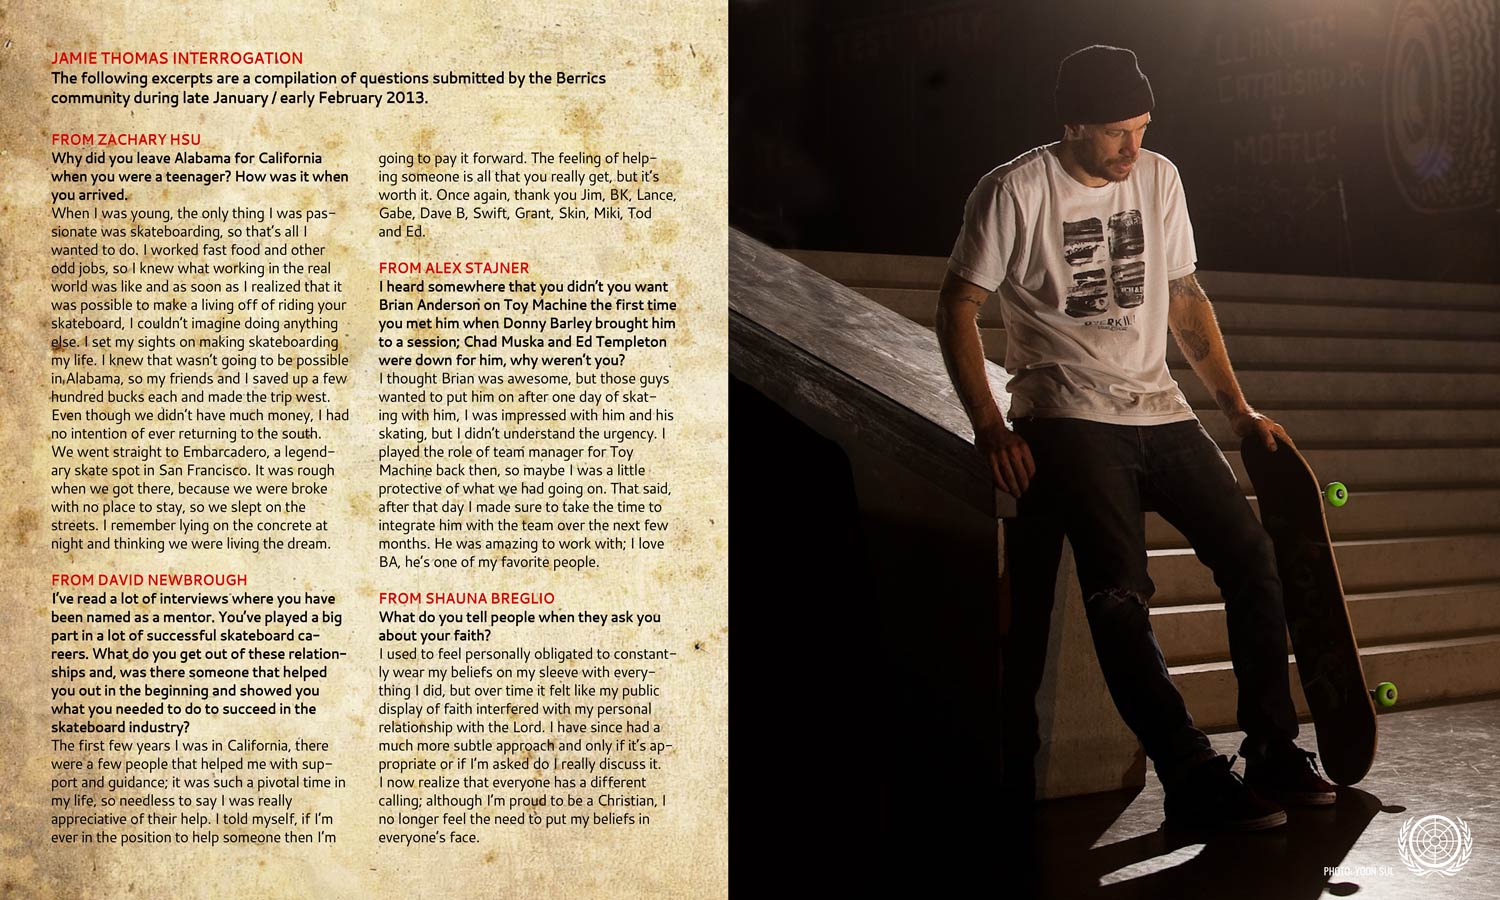 JAMIE THOMAS INTERROGATION
The following excerpts are a compilation of questions submitted by the Berrics
community during late January / early February 2013.
FROM ZACHARY HSU
Why did you leave Alabama for California
when you were a teenager? How was it when
you arrived.
When I was young, the only thing I was pas-
sionate was skateboarding, so that's all I
wanted to do. I worked fast food and other
odd jobs, so I knew what working in the real
world was like and as soon as I realized that it
was possible to make a living off of riding your
skateboard, I couldn't imagine doing anything
else. I set my sights on making skateboarding
my life. I knew that wasn't going to be possible
in Alabama, so my friends and I saved up a few
hundred bucks each and made the trip west.
Even though we didn't have much money, I had
no intention of ever returning to the south.
We went straight to Embarcadero, a legend-
ary skate spot in San Francisco. It was rough
when we got there, because we were broke
with no place to stay, so we slept on the
streets. I remember lying on the concrete at
night and thinking we were living the dream.
FROM DAVID NEWBROUGH
I've read a lot of interviews where you have
been named as a mentor. You've played a big
part in a lot of successful skateboard ca-
reers. What do you get out of these relation-
ships and, was there someone that helped
you out in the beginning and showed you
what you needed to do to succeed in the
skateboard industry?
The first few years I was in California, there
were a few people that helped me with sup-
port and guidance; it was such a pivotal time in
my life, so needless to say I was really
appreciative of their help. I told myself, if I'm
ever in the position to help someone then I'm
going to pay it forward. The feeling of help-
ing someone is all that you really get, but it's
worth it. Once again, thank you Jim, BK, Lance,
Gabe, Dave B, Swift, Grant, Skin, Miki, Tod
and Ed.
FROM ALEX STAJNER
I heard somewhere that you didn't you want
Brian Anderson on Toy Machine the first time
you met him when Donny Barley brought him
to a session; Chad Muska and Ed Templeton
were down for him, why weren't you?
I thought Brian was awesome, but those guys
wanted to put him on after one day of skat-
ing with him, I was impressed with him and his
skating, but I didn't understand the urgency. I
played the role of team manager for Toy
Machine back then, so maybe I was a little
protective of what we had going on. That said,
after that day I made sure to take the time to
integrate him with the team over the next few
months. He was amazing to work with; I love
BA, he's one of my favorite people.
FROM SHAUNA BREGLIO
What do you tell people when they ask you
about your faith?
I used to feel personally obligated to constant-
ly wear my beliefs on my sleeve with every-
thing I did, but over time it felt like my public
display of faith interfered with my personal
relationship with the Lord. I have since had a
much more subtle approach and only if it's ap-
propriate or if I'm asked do I really discuss it.
I now realize that everyone has a different
calling; although I'm proud to be a Christian, I
no longer feel the need to put my beliefs in
everyone's face.
LLANTAS
Y
PHOTO: YOON SUL